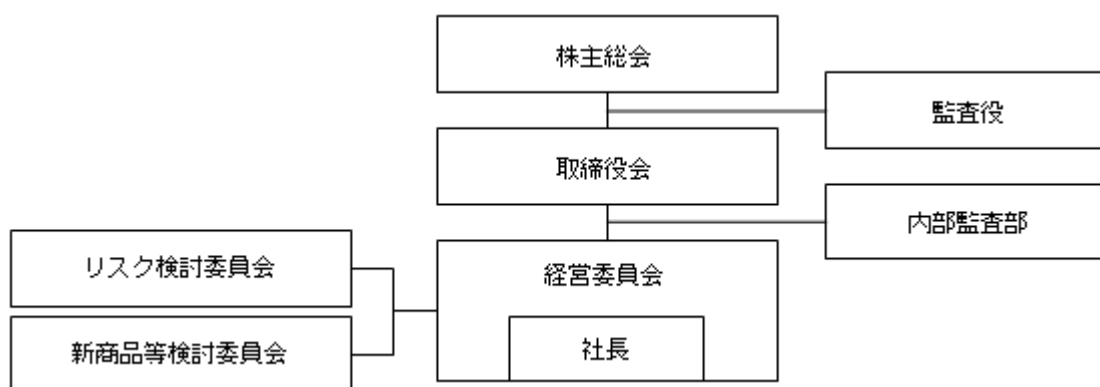 株主総会
監査役
取締役会
内部監査部
リスク検討委員会
経営委員会
新商品等検討委員会
社長